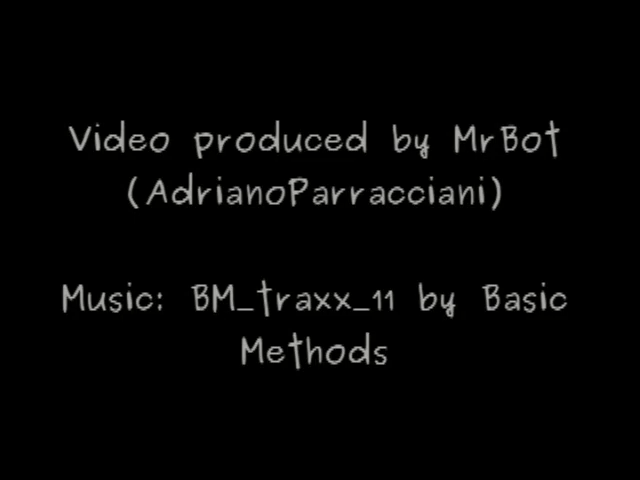 Video produced by MrBot
(AdrianoParracciani)
Music: BM_traxx_11 by Basic
Methods